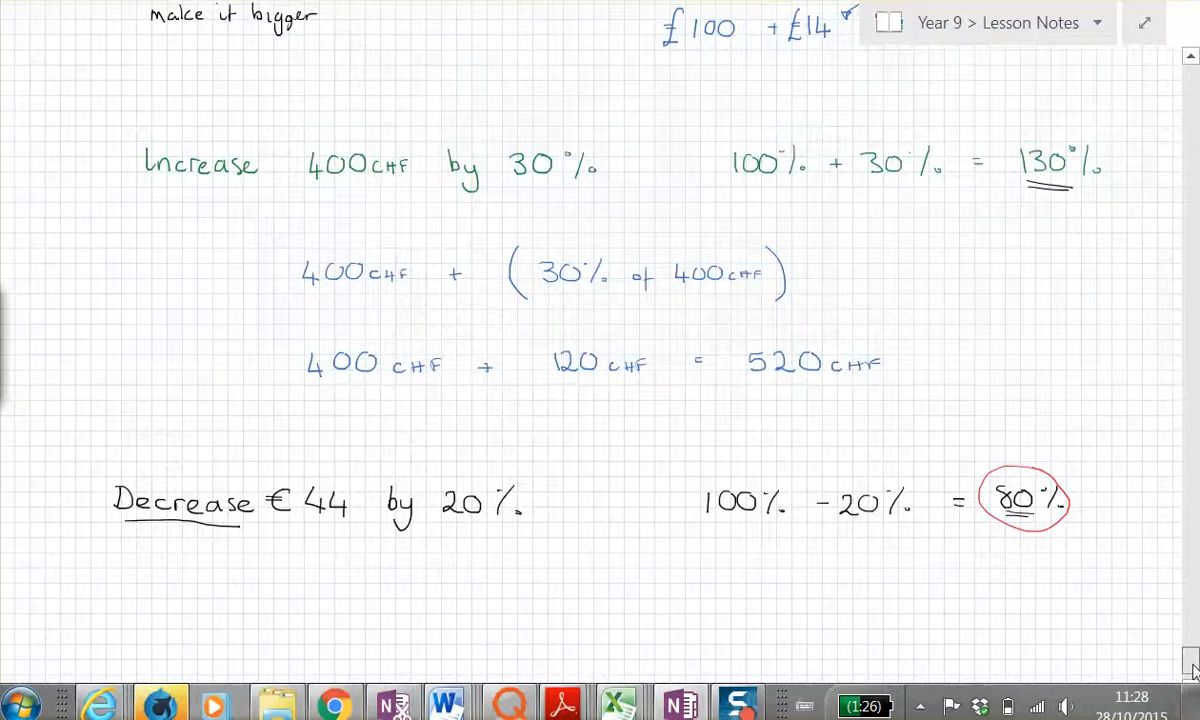 make it bigger
£100 + £14
Year 9 > Lesson Notes
Increase 400CHF by 30% 100% + 30% = 130%
400CHF + (30% of 400CHF)
400 CHF + 120 CHF = 520 CHF
Decrease €44 by 20% 100% - 20% = 80%
(1:26)
11:28
28/10/2015